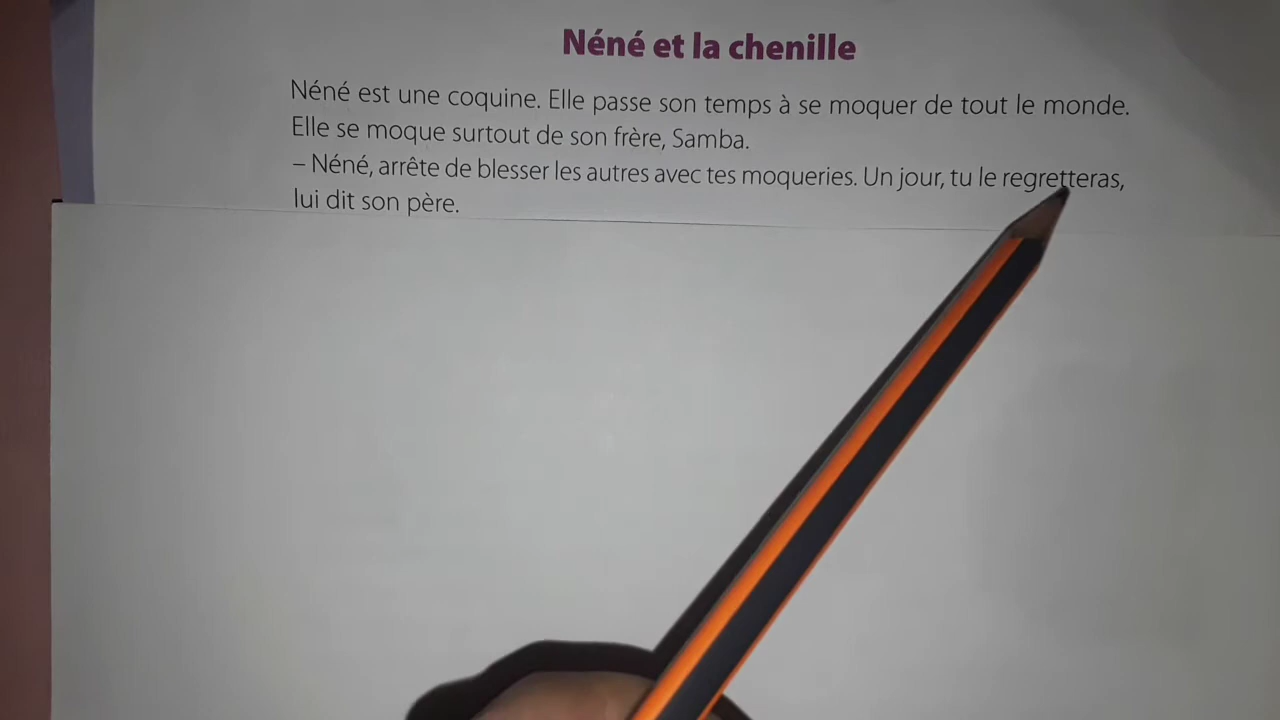 Néné et la chenille
Néné est une coquine. Elle passe son temps à se moquer de tout le monde.
Elle se moque surtout de son frère, Samba.
– Néné, arrête de blesser les autres avec tes moqueries. Un jour, tu le regretteras,
lui dit son père.